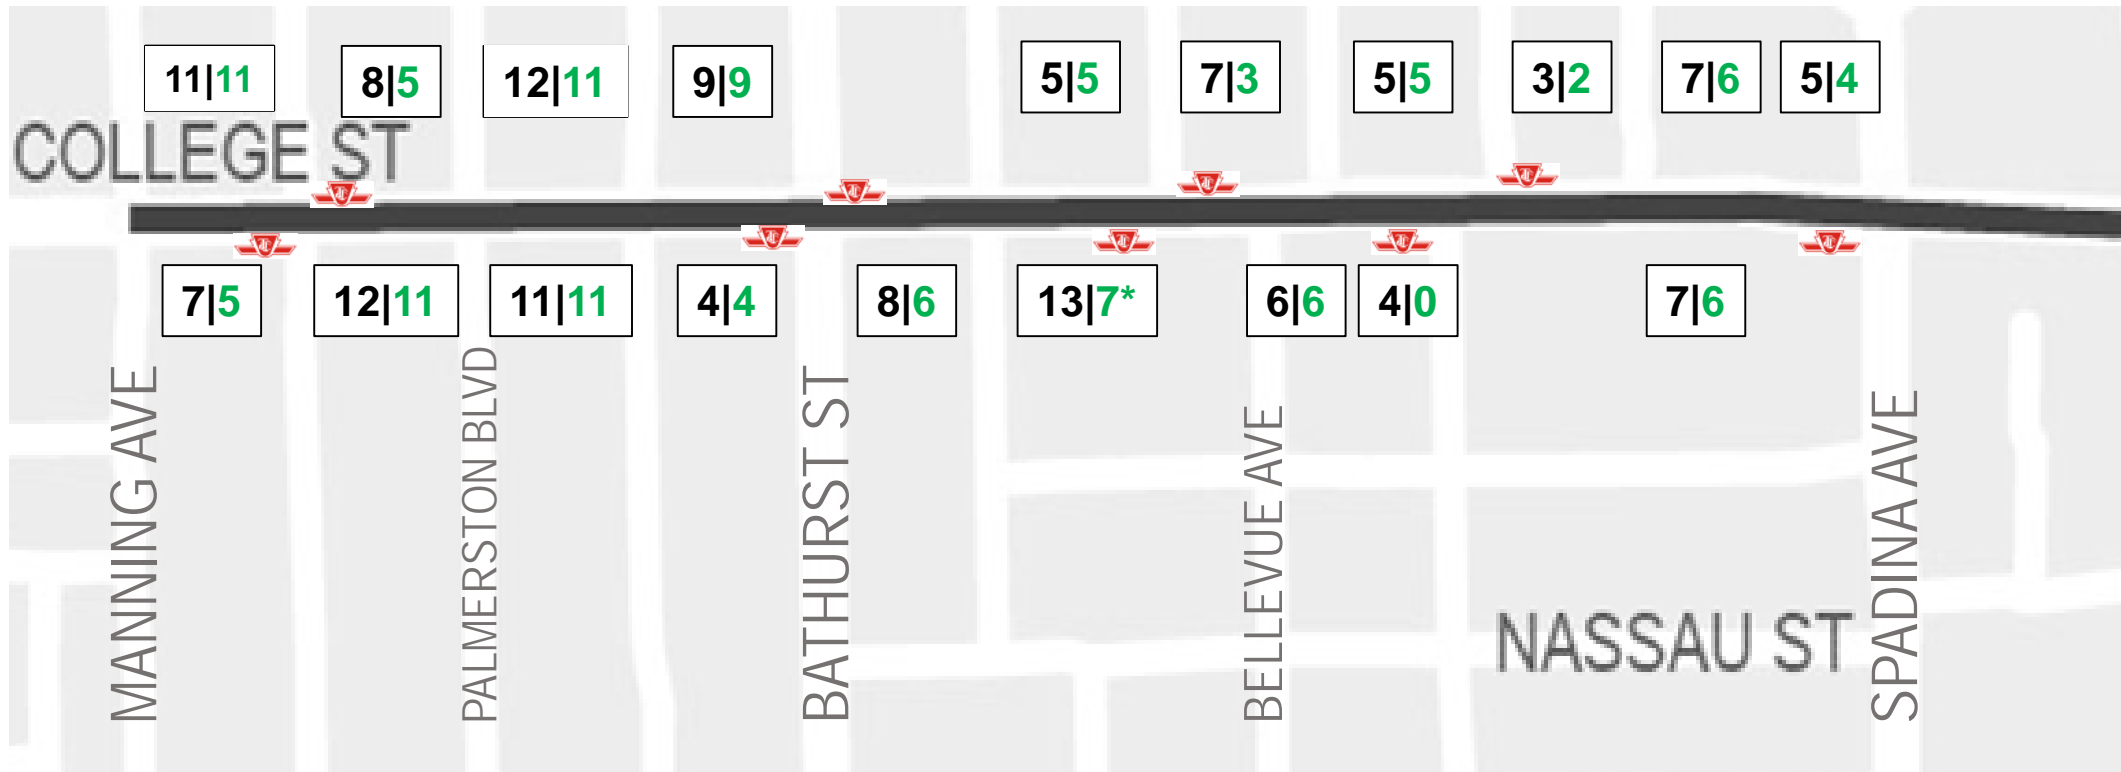 11|11
8|5
12|11
9|9
5|5
7|3
5|5
3|2
7|6
5|4
COLLEGE ST
7|5
12|11
11|11
4|4
8|6
13|7*
6|6
4|0
7|6
MANNING AVE
PALMERSTON BLVD
BATHURST ST
BELLEVUE AVE
NASSAU ST
SPADINA AVE